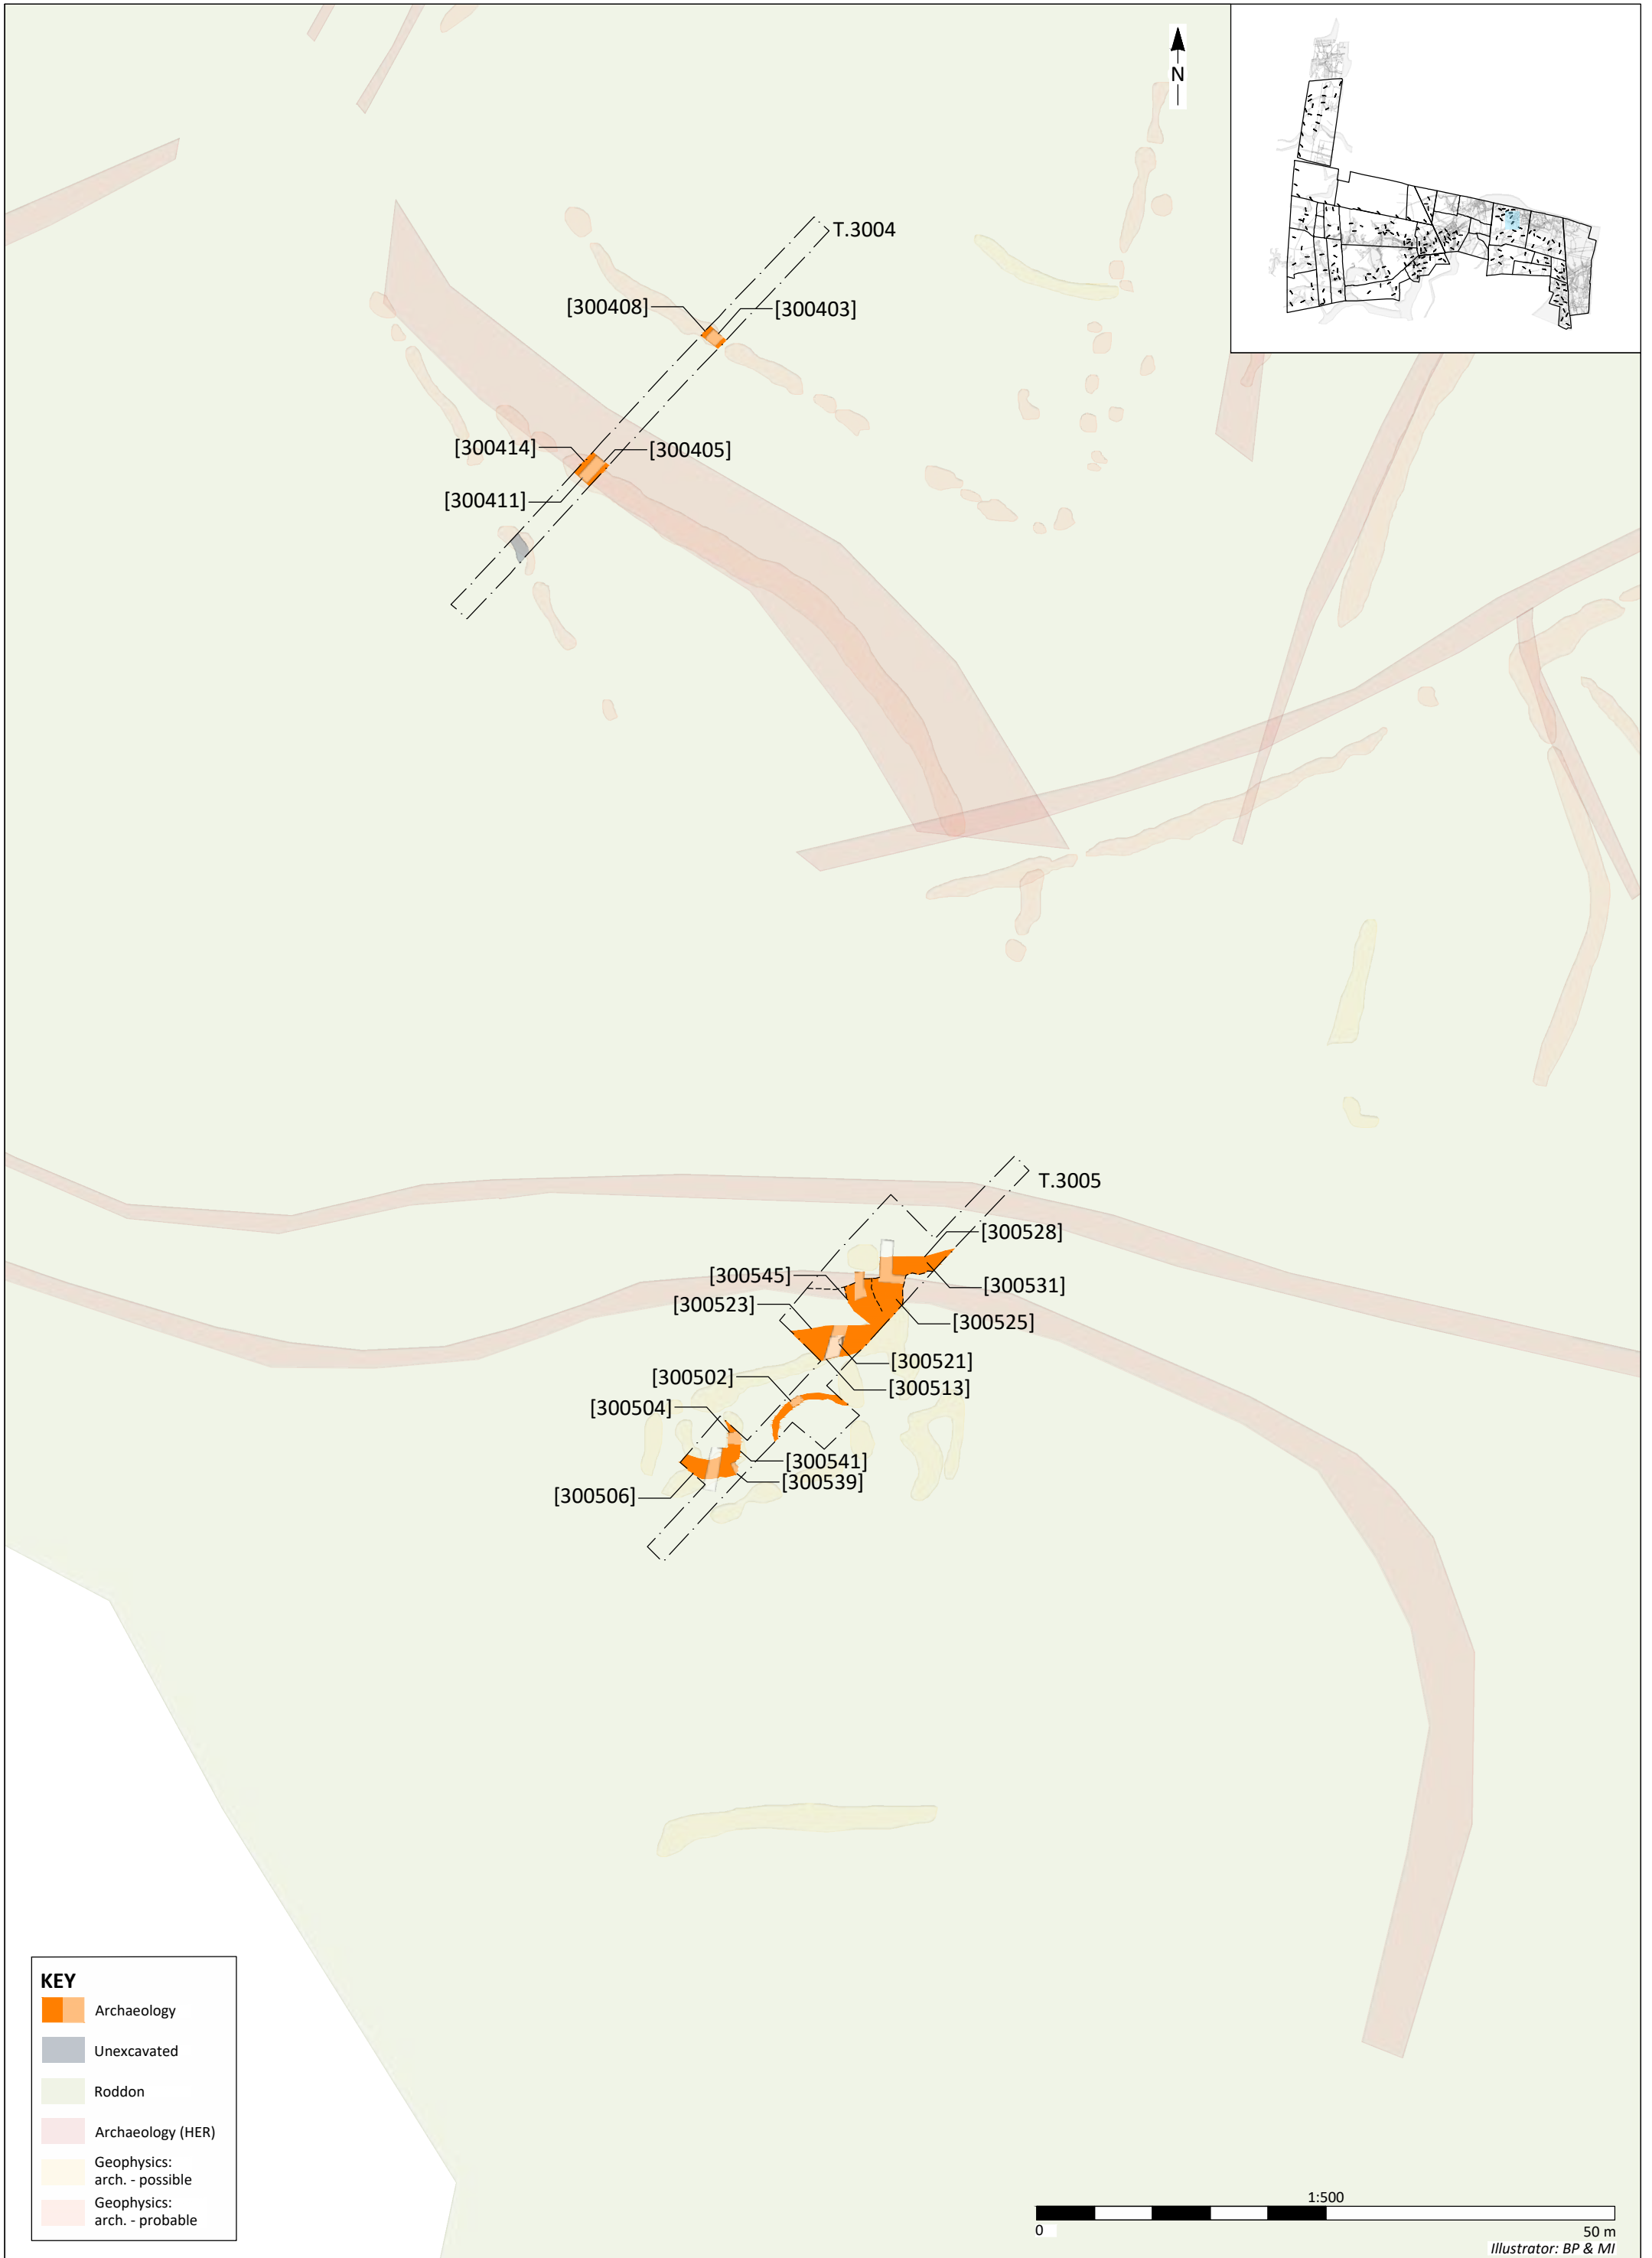 N
T.3004
[300408]
[300403]
[300414]
[300405]
[300411]
T.3005
[300528]
[300545]
[300531]
[300523]
[300525]
[300521]
[300502]
[300513]
[300504]
[300541]
[300539]
[300506]
KEY
Archaeology
Unexcavated
Roddon
Archaeology (HER)
Geophysics:
arch. - possible
Geophysics:
arch. - probable
1:500
0
50 m
Illustrator: BP & MI